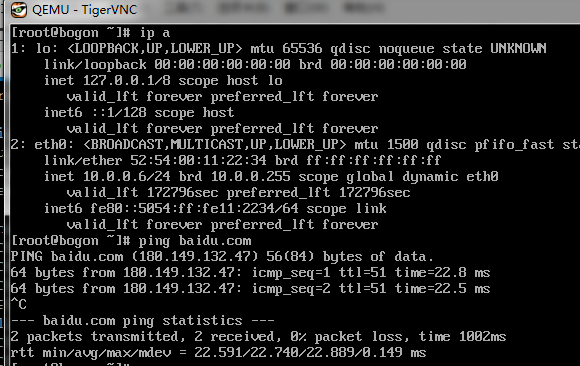 QEMU - TigerVNC
[root@bogon ~]# ip a
1: lo: <LOOPBACK,UP,LOWER_UP> mtu 65536 qdisc noqueue state UNKNOWN
link/loopback 00:00:00:00:00:00 brd 00:00:00:00:00:00
inet 127.0.0.1/8 scope host lo
valid_lft forever preferred_lft forever
inet6 ::1/128 scope host
valid_lft forever preferred_lft forever
2: eth0: <BROADCAST,MULTICAST,UP,LOWER_UP> mtu 1500 qdisc pfifo_fast sta
link/ether 52:54:00:11:22:34 brd ff:ff:ff:ff:ff:ff
inet 10.0.0.6/24 brd 10.0.0.255 scope global dynamic eth0
valid_lft 172796sec preferred_lft 172796sec
inet6 fe80::5054:ff:fe11:2234/64 scope link
valid_lft forever preferred_lft forever
[root@bogon ~]# ping baidu.com
PING baidu.com (180.149.132.47) 56(84) bytes of data.
64 bytes from 180.149.132.47: icmp_seq=1 ttl=51 time=22.8 ms
64 bytes from 180.149.132.47: icmp_seq=2 ttl=51 time=22.5 ms
^C
--- baidu.com ping statistics ---
2 packets transmitted, 2 received, 0% packet loss, time 1002ms
rtt min/avg/max/mdev = 22.591/22.740/22.889/0.149 ms
[root@bogon ~]#